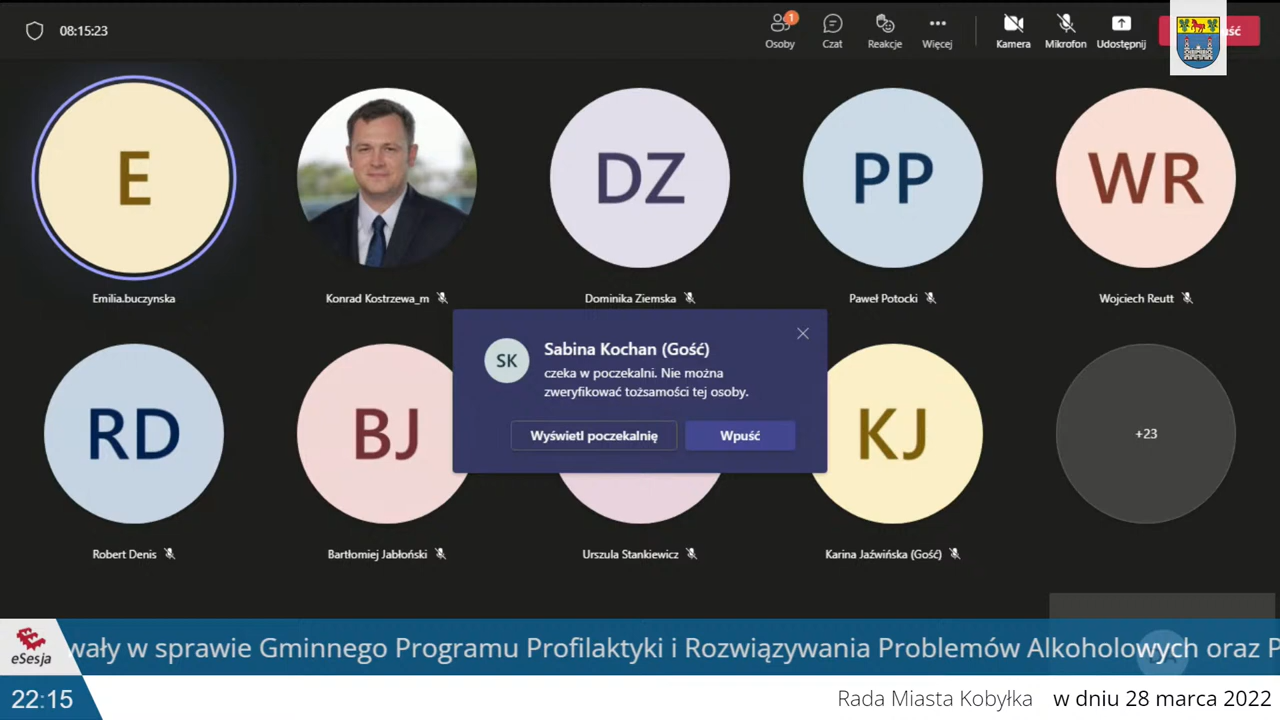 08:15:23
1
Osoby
Czat
Reakcje
Więcej
Kamera
Mikrofon
Udostępnij
ść
E
DZ
PP
WR
Emilia.buczynska
Konrad Kostrzewa_m
Dominika Ziemska
Paweł Potocki
Wojciech Reutt
SK
Sabina Kochan (Gość)
czeka w poczekalni. Nie można
zweryfikować tożsamości tej osoby.
Wyświetl poczekalnię
Wpuść
RD
BJ
KJ
+23
Robert Denis
Bartłomiej Jabłoński
Urszula Stankiewicz
Karina Jaźwińska (Gość)
eSesja
wały w sprawie Gminnego Programu Profilaktyki i Rozwiązywania Problemów Alkoholowych oraz P
22:15
Rada Miasta Kobyłka w dniu 28 marca 2022